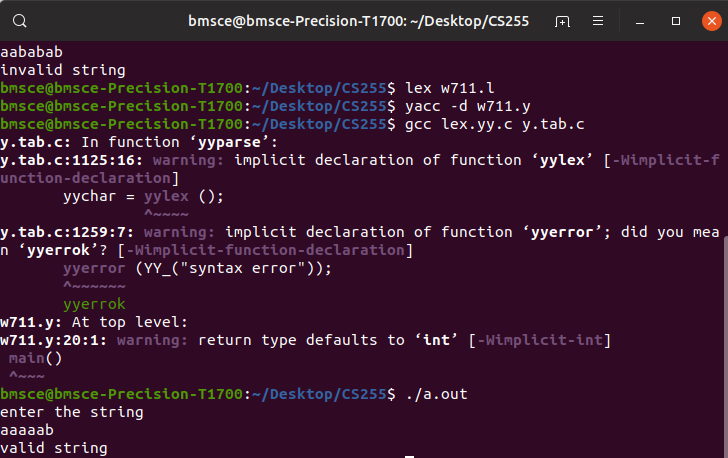 bmsce@bmsce-Precision-T1700: ~/Desktop/CS255
aababab
invalid string
bmsce@bmsce-Precision-T1700:~/Desktop/CS255$ lex w711.l
bmsce@bmsce-Precision-T1700:~/Desktop/CS255$ yacc -d w711.y
bmsce@bmsce-Precision-T1700:~/Desktop/CS255$ gcc lex.yy.c y.tab.c
y.tab.c: In function ‘yyparse’:
y.tab.c:1125:16: warning: implicit declaration of function ‘yylex’ [-Wimplicit-f
unction-declaration]
yychar = yylex ();
^~~~~
y.tab.c:1259:7: warning: implicit declaration of function ‘yyerror’; did you mea
n ‘yyerrok’? [-Wimplicit-function-declaration]
yyerror (YY_("syntax error"));
^~~~~~~
yyerrok
w711.y: At top level:
w711.y:20:1: warning: return type defaults to ‘int’ [-Wimplicit-int]
main()
^~~~
bmsce@bmsce-Precision-T1700:~/Desktop/CS255$ ./a.out
enter the string
aaaaab
valid string